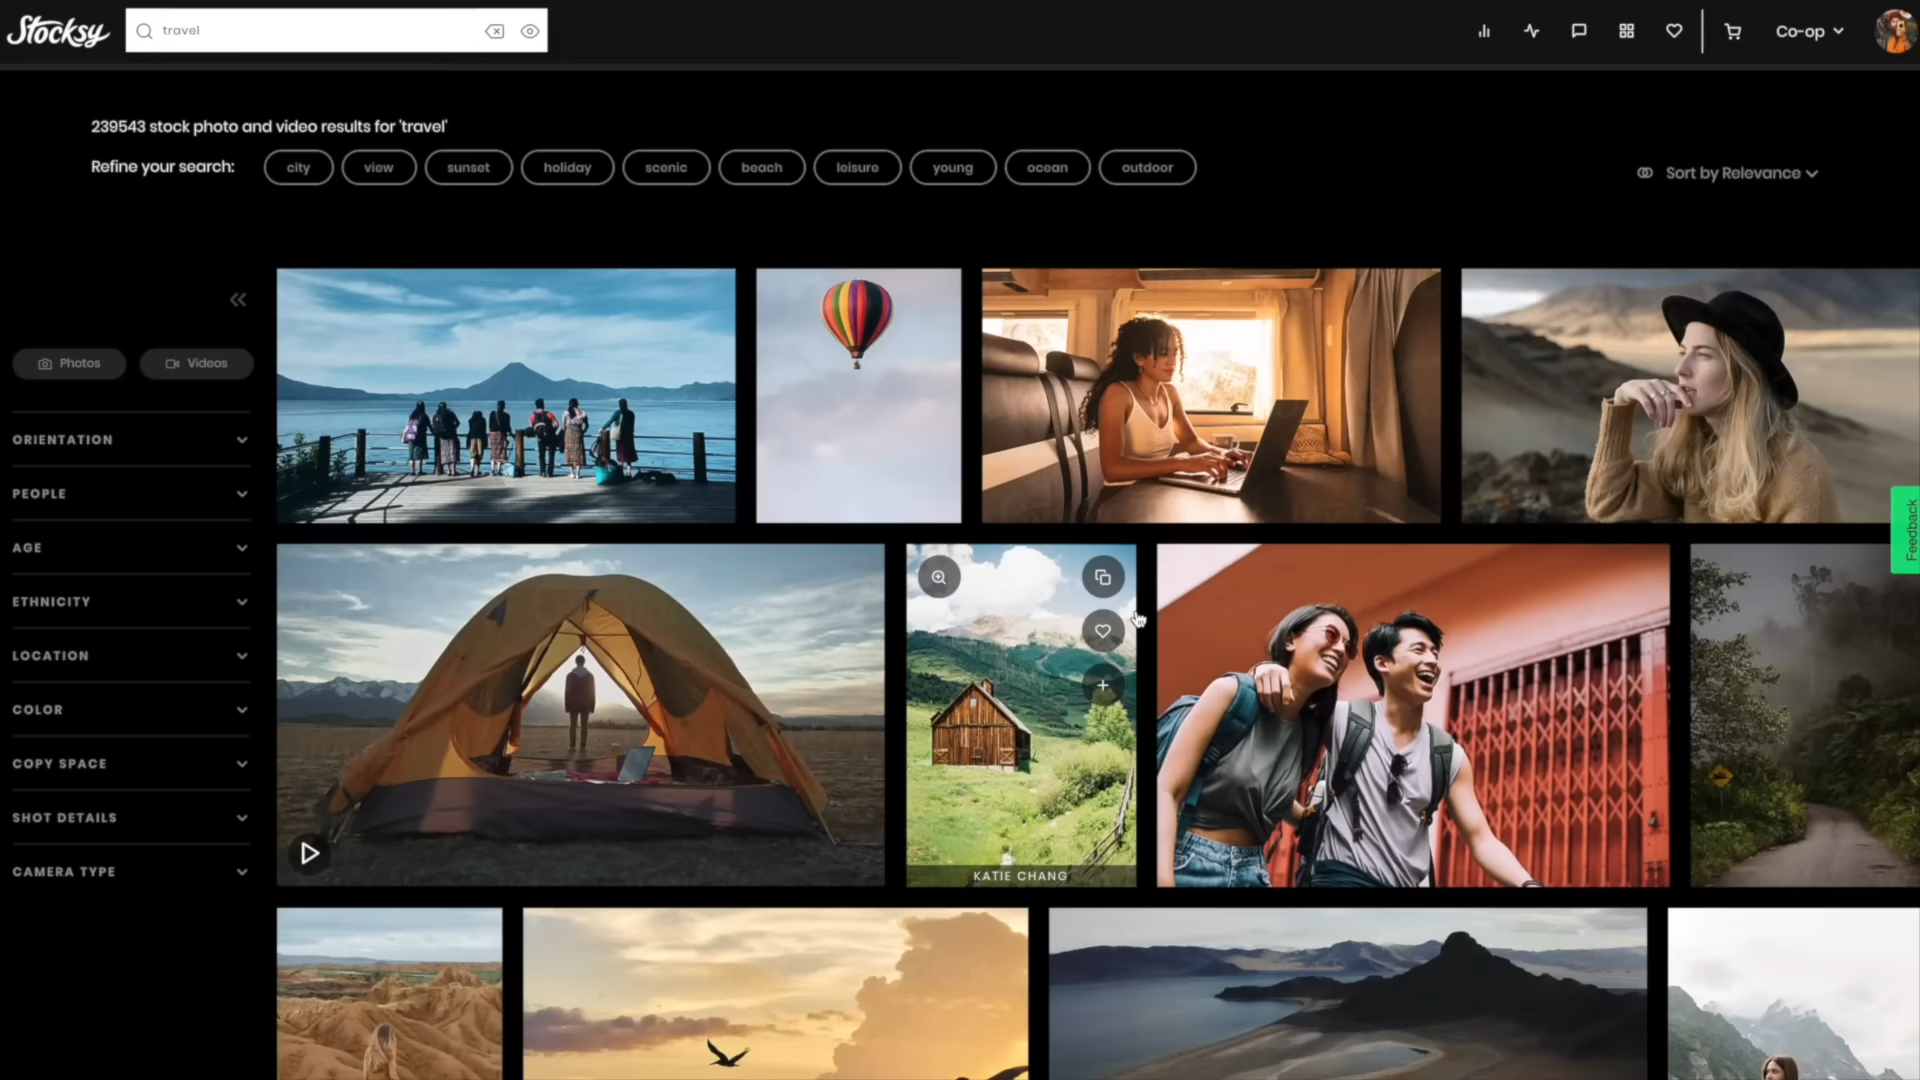 Stocksy
travel
Co-op
239543 stock photo and video results for 'travel'
Refine your search:
city
view
sunset
holiday
scenic
beach
leisure
young
ocean
outdoor
Sort by Relevance
Photos
Videos
ORIENTATION
PEOPLE
AGE
ETHNICITY
LOCATION
COLOR
COPY SPACE
SHOT DETAILS
CAMERA TYPE
Feedback
KATIE CHANG